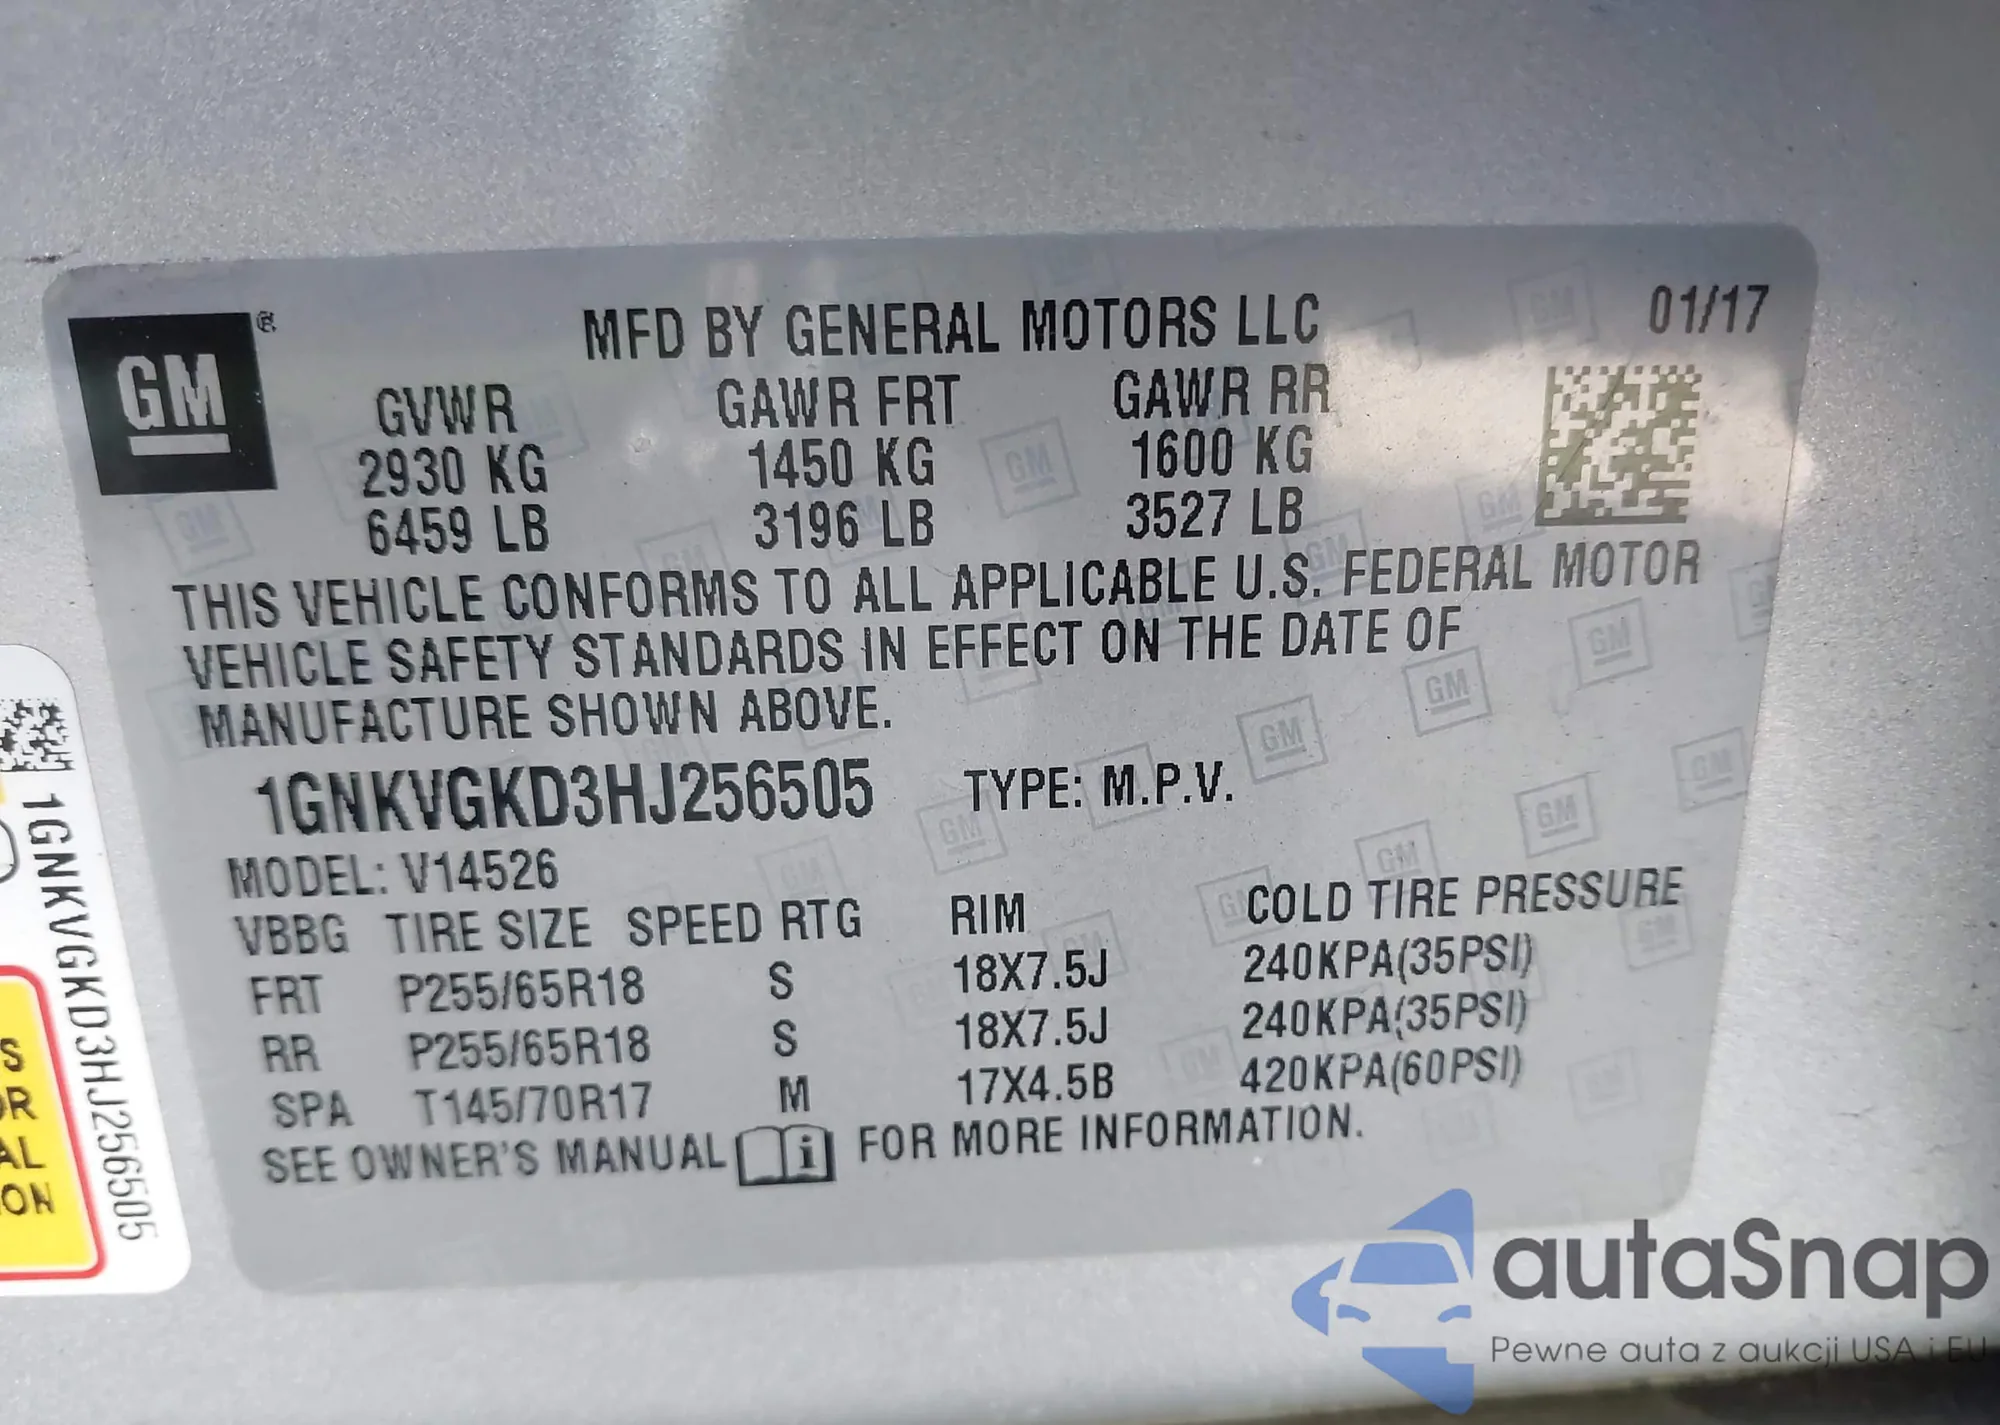 GM ®
MFD BY GENERAL MOTORS LLC 01/17
GVWR GAWR FRT GAWR RR
2930 KG 1450 KG 1600 KG
6459 LB 3196 LB 3527 LB
THIS VEHICLE CONFORMS TO ALL APPLICABLE U.S. FEDERAL MOTOR
VEHICLE SAFETY STANDARDS IN EFFECT ON THE DATE OF
MANUFACTURE SHOWN ABOVE.
1GNKVGKD3HJ256505 TYPE: M.P.V.
MODEL: V14526
VBBG TIRE SIZE SPEED RTG RIM COLD TIRE PRESSURE
FRT P255/65R18 S 18X7.5J 240KPA(35PSI)
RR P255/65R18 S 18X7.5J 240KPA(35PSI)
SPA T145/70R17 M 17X4.5B 420KPA(60PSI)
SEE OWNER'S MANUAL i FOR MORE INFORMATION.
1GNKVGKD3HJ256505
S
OR
AL
ON
autaSnap
Pewne auta z aukcji USA i EU